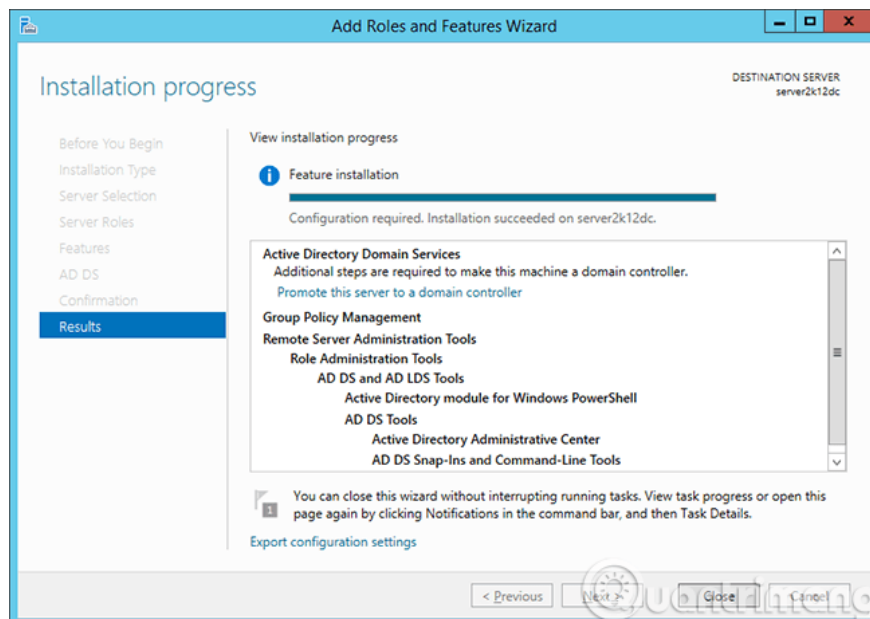 Add Roles and Features Wizard
Installation progress
DESTINATION SERVER
server2k12dc
Before You Begin
Installation Type
Server Selection
Server Roles
Features
AD DS
Confirmation
Results
View installation progress
Feature installation
Configuration required. Installation succeeded on server2k12dc.
Active Directory Domain Services
Additional steps are required to make this machine a domain controller.
Promote this server to a domain controller
Group Policy Management
Remote Server Administration Tools
Role Administration Tools
AD DS and AD LDS Tools
Active Directory module for Windows PowerShell
AD DS Tools
Active Directory Administrative Center
AD DS Snap-Ins and Command-Line Tools
1
You can close this wizard without interrupting running tasks. View task progress or open this
page again by clicking Notifications in the command bar, and then Task Details.
Export configuration settings
< Previous Next > Close Cancel
Quantrimang